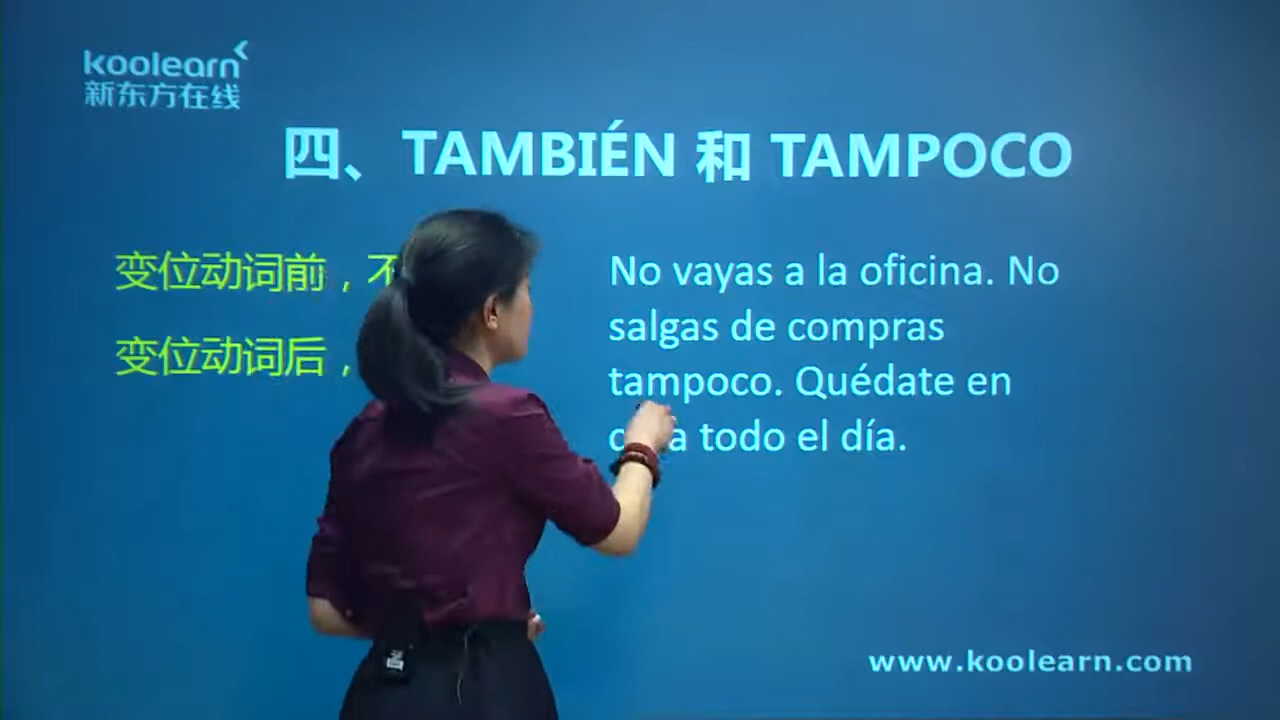 koolearn
新东方在线
四、TAMBIÉN 和 TAMPOCO
变位动词前，不
变位动词后，
No vayas a la oficina. No
salgas de compras
tampoco. Quédate en
todo el día.
www.koolearn.com